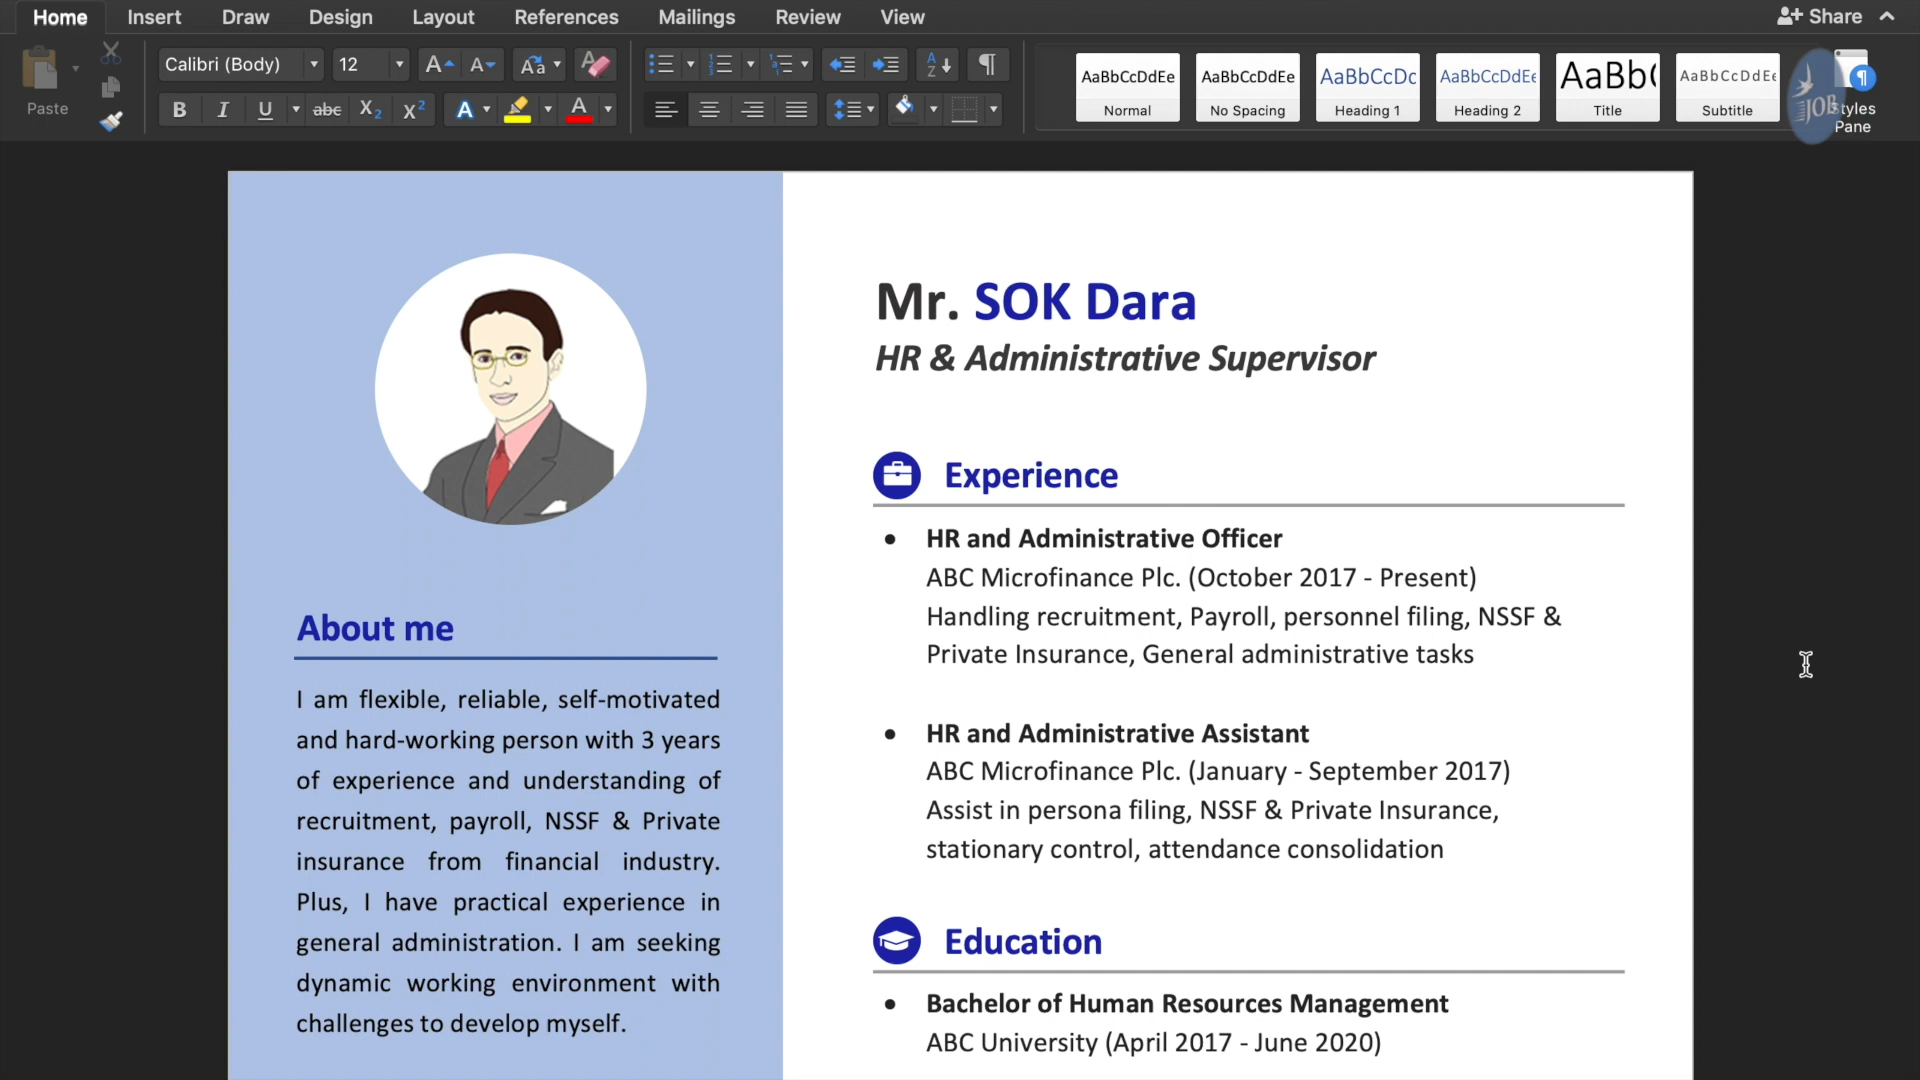 Home Insert Draw Design Layout References Mailings Review View Share
Paste
Calibri (Body) 12
AaBbCcDdEe AaBbCcDdEe AaBbCcDc AaBbCcDdEe AaBb( AaBbCcDdEe
Normal No Spacing Heading 1 Heading 2 Title Subtitle
JOB
Pane
B I U abc X2 X2 A A
Mr. SOK Dara
HR & Administrative Supervisor
Experience
HR and Administrative Officer
ABC Microfinance Plc. (October 2017 - Present)
Handling recruitment, Payroll, personnel filing, NSSF &
Private Insurance, General administrative tasks
HR and Administrative Assistant
ABC Microfinance Plc. (January - September 2017)
Assist in persona filing, NSSF & Private Insurance,
stationary control, attendance consolidation
Education
Bachelor of Human Resources Management
ABC University (April 2017 - June 2020)
About me
I am flexible, reliable, self-motivated
and hard-working person with 3 years
of experience and understanding of
recruitment, payroll, NSSF & Private
insurance from financial industry.
Plus, I have practical experience in
general administration. I am seeking
dynamic working environment with
challenges to develop myself.